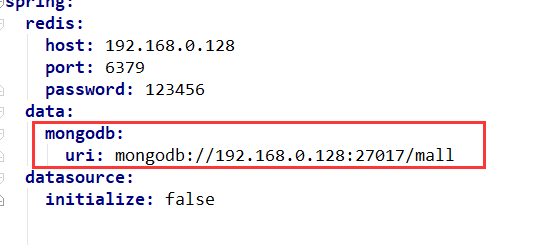 spring:
redis:
host: 192.168.0.128
port: 6379
password: 123456
data:
mongodb:
uri: mongodb://192.168.0.128:27017/mall
datasource:
initialize: false